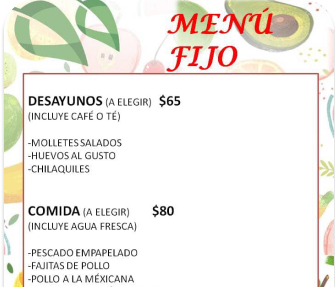 MENÚ
FIJO
DESAYUNOS (A ELEGIR) $65
(INCLUYE CAFÉ O TÉ)
-MOLLETES SALADOS
-HUEVOS AL GUSTO
-CHILAQUILES
COMIDA (A ELEGIR) $80
(INCLUYE AGUA FRESCA)
-PESCADO EMPAPELADO
-FAJITAS DE POLLO
-POLLO A LA MÉXICANA